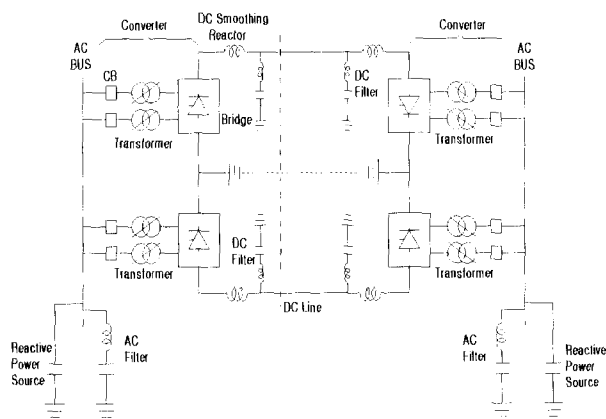 DC Smoothing
Reactor
Converter
Converter
AC
BUS
AC
BUS
CB
DC
Filter
Bridge
Transformer
Transformer
DC
Filter
Transformer
Transformer
DC Line
Reactive
Power
Source
AC
Filter
AC
Filter
Reactive
Power
Source